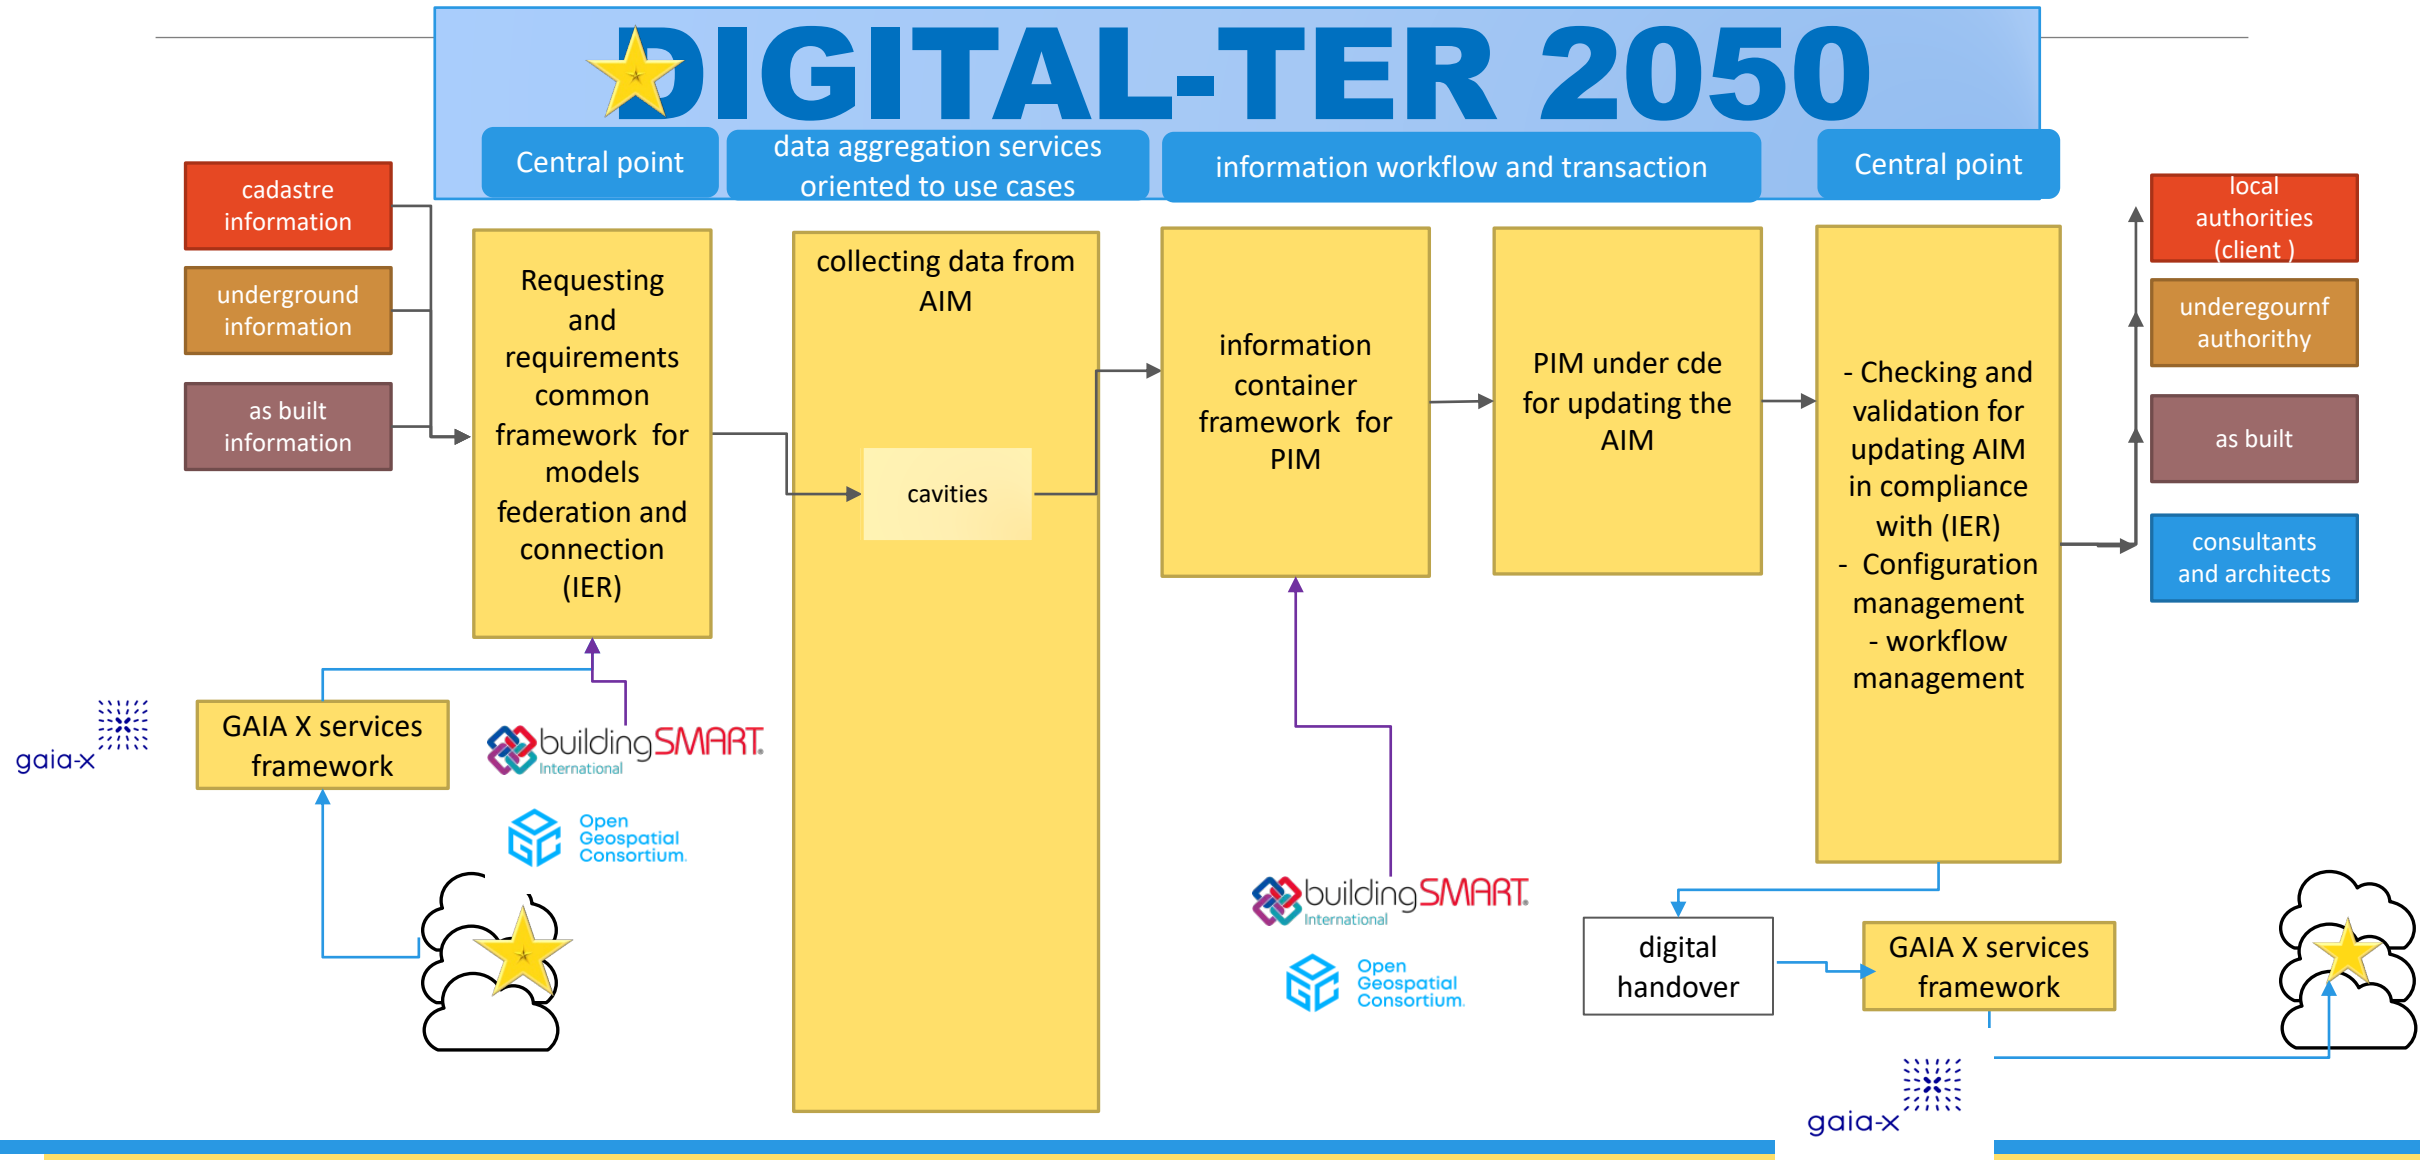 DIGITAL-TER 2050
Central point
data aggregation services
oriented to use cases
information workflow and transaction
Central point
cadastre
information
underground
information
as built
information
Requesting
and
requirements
common
framework for
models
federation and
connection
(IER)
collecting data from
AIM
cavities
information
container
framework for
PIM
PIM under cde
for updating the
AIM
- Checking and
validation for
updating AIM
in compliance
with (IER)
- Configuration
management
- workflow
management
local
authorities
(client )
underegournf
authorithy
as built
consultants
and architects
gaia-x
GAIA X services
framework
buildingSMART
International
Open
Geospatial
Consortium
buildingSMART
International
Open
Geospatial
Consortium
digital
handover
GAIA X services
framework
gaia-x